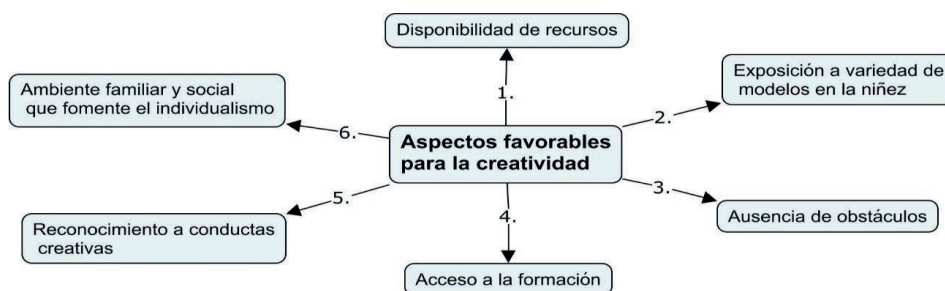 Disponibilidad de recursos
Ambiente familiar y social
que fomente el individualismo
1.
Exposición a variedad de
modelos en la niñez
2.
6.
Aspectos favorables
para la creatividad
3.
5.
4.
Reconocimiento a conductas
creativas
Ausencia de obstáculos
Acceso a la formación